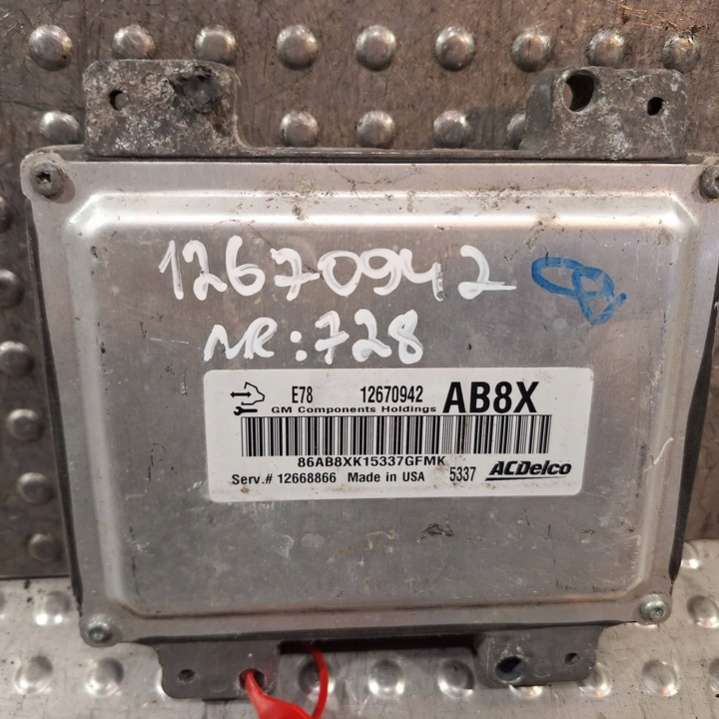 12670942
NR:728
E78 12670942 AB8X
GM Components Holdings
86AB8XK15337GFMK
Serv.# 12668866 Made in USA 5337 ACDelco